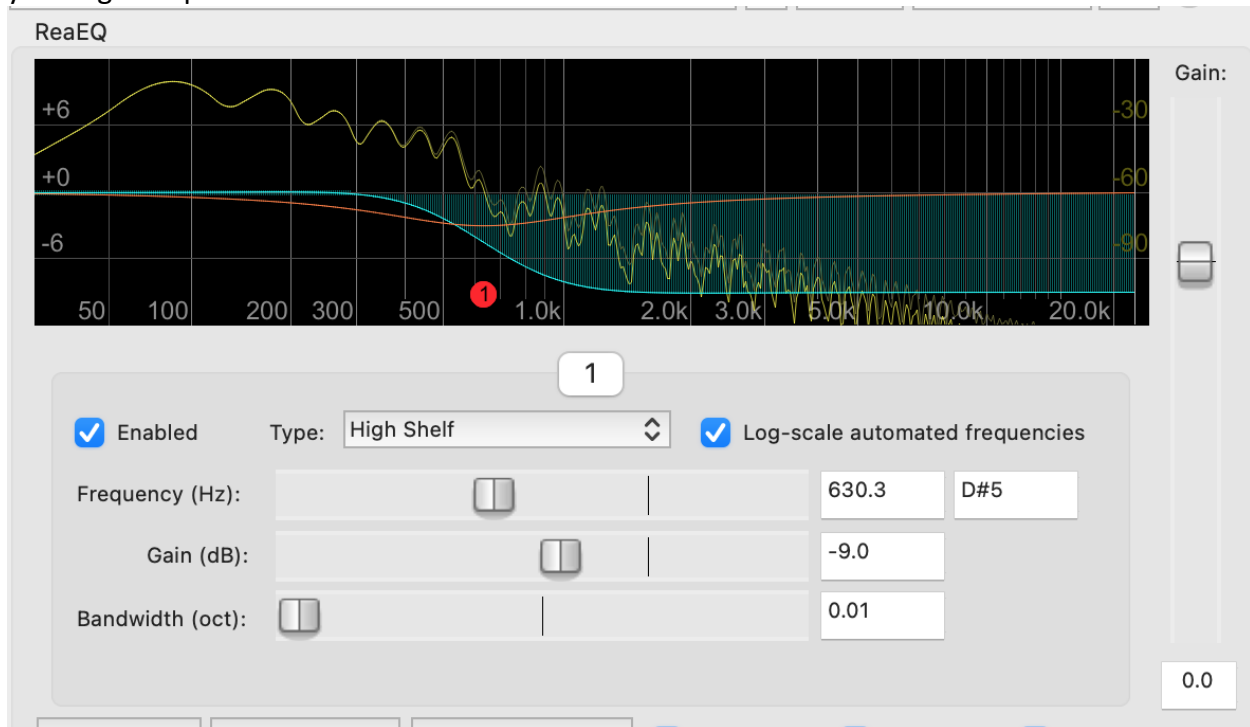 ReaEQ
Gain:
+6 -30
+0 -60
-6 -90
1
50 100 200 300 500 1.0k 2.0k 3.0k 5.0k 10.0k 20.0k
1
Enabled Type: High Shelf Log-scale automated frequencies
Frequency (Hz): 630.3 D#5
Gain (dB): -9.0
Bandwidth (oct): 0.01
0.0